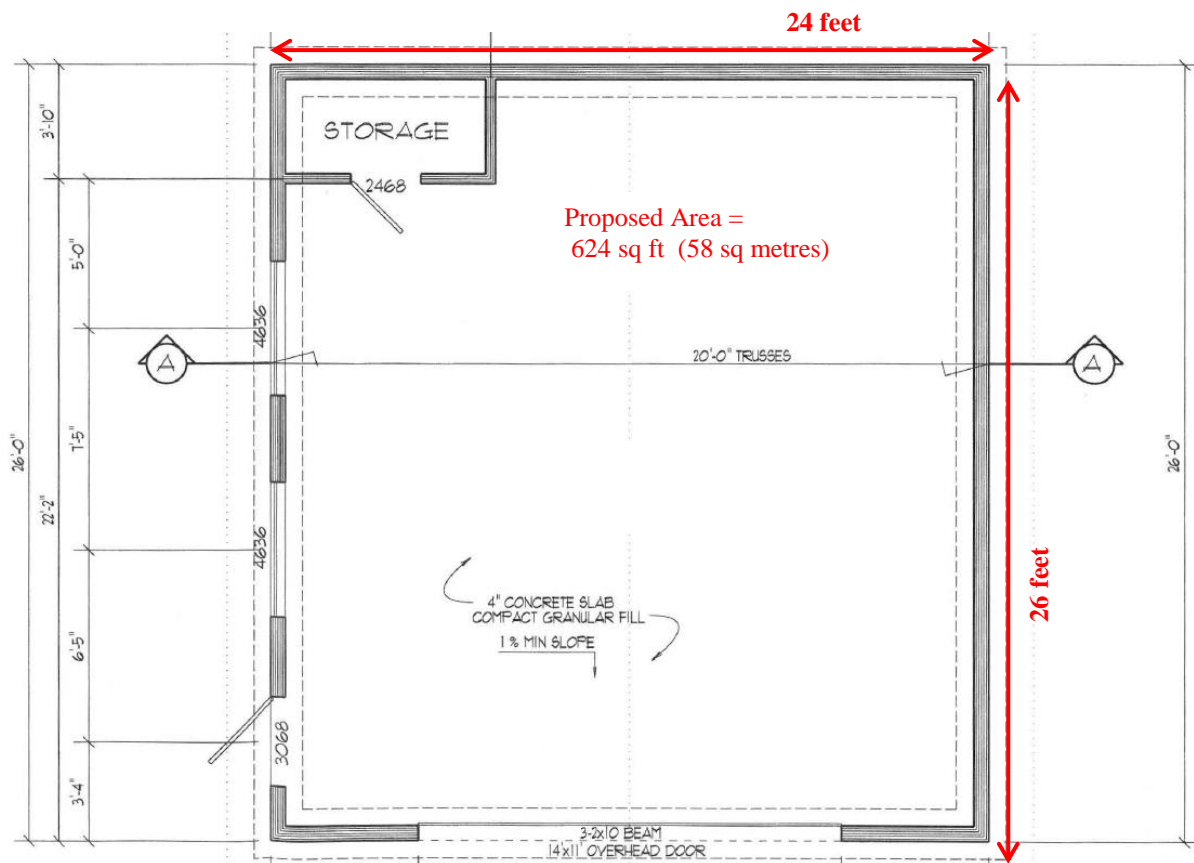 24 feet
3'-10"
STORAGE
2468
Proposed Area =
624 sq ft (58 sq metres)
5'-0"
4636
A
20'-0" TRUSSES
A
26'-0"
7'-5"
22'-2"
26'-0"
4636
4" CONCRETE SLAB
COMPACT GRANULAR FILL
1 % MIN SLOPE
26 feet
6'-5"
3068
3'-4"
3-2x10 BEAM
14'x11' OVERHEAD DOOR